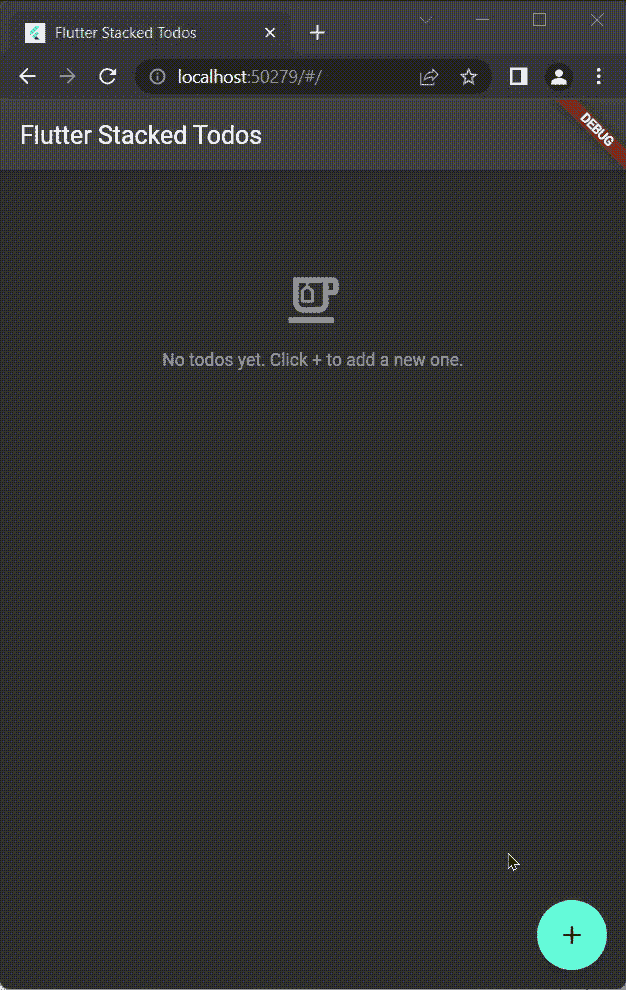 Flutter Stacked Todos
localhost:50279/#/
Flutter Stacked Todos
DEBUG
No todos yet. Click + to add a new one.